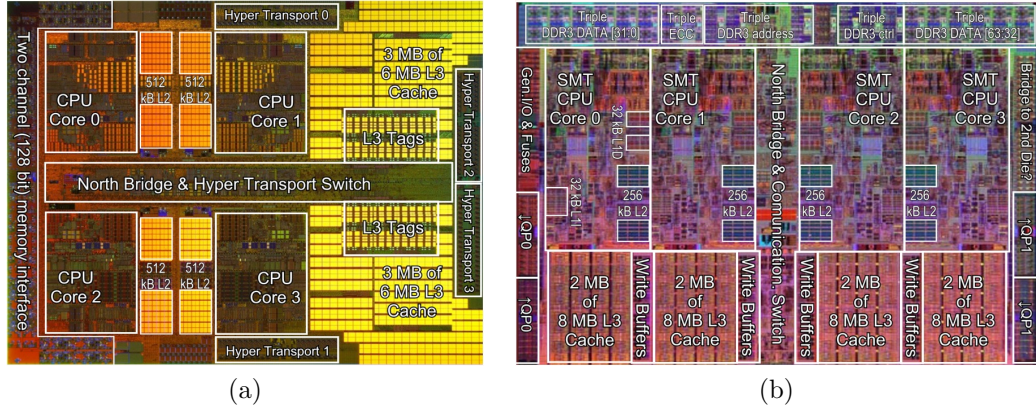 Hyper Transport 0
Two channel (128 bit) memory interface
CPU
Core 0
512
kB L2
512
kB L2
CPU
Core 1
3 MB of
6 MB L3
Cache
L3 Tags
Hyper Transport 2
North Bridge & Hyper Transport Switch
Hyper Transport 3
L3 Tags
CPU
Core 2
512
kB L2
512
kB L2
CPU
Core 3
3 MB of
6 MB L3
Cache
Hyper Transport 1
(a)
Triple
DDR3 DATA [31:0]
Triple
ECC
Triple
DDR3 address
Triple
DDR3 ctrl
Triple
DDR3 DATA [63:32]
Gen I/O & Fuses
SMT
CPU
Core 0
SMT
CPU
Core 1
North Bridge & Comunication. Switch
SMT
CPU
Core 2
SMT
CPU
Core 3
Bridge to 2nd Die?
32 kB L1D
32 kB L1I
256
kB L2
256
kB L2
256
kB L2
256
kB L2
↓QP0
↑QP0
↑QP1
↓QP1
2 MB
of
8 MB L3
Cache
Write Buffers
2 MB
of
8 MB L3
Cache
Write Buffers
2 MB
of
8 MB L3
Cache
Write Buffers
2 MB
of
8 MB L3
Cache
(b)